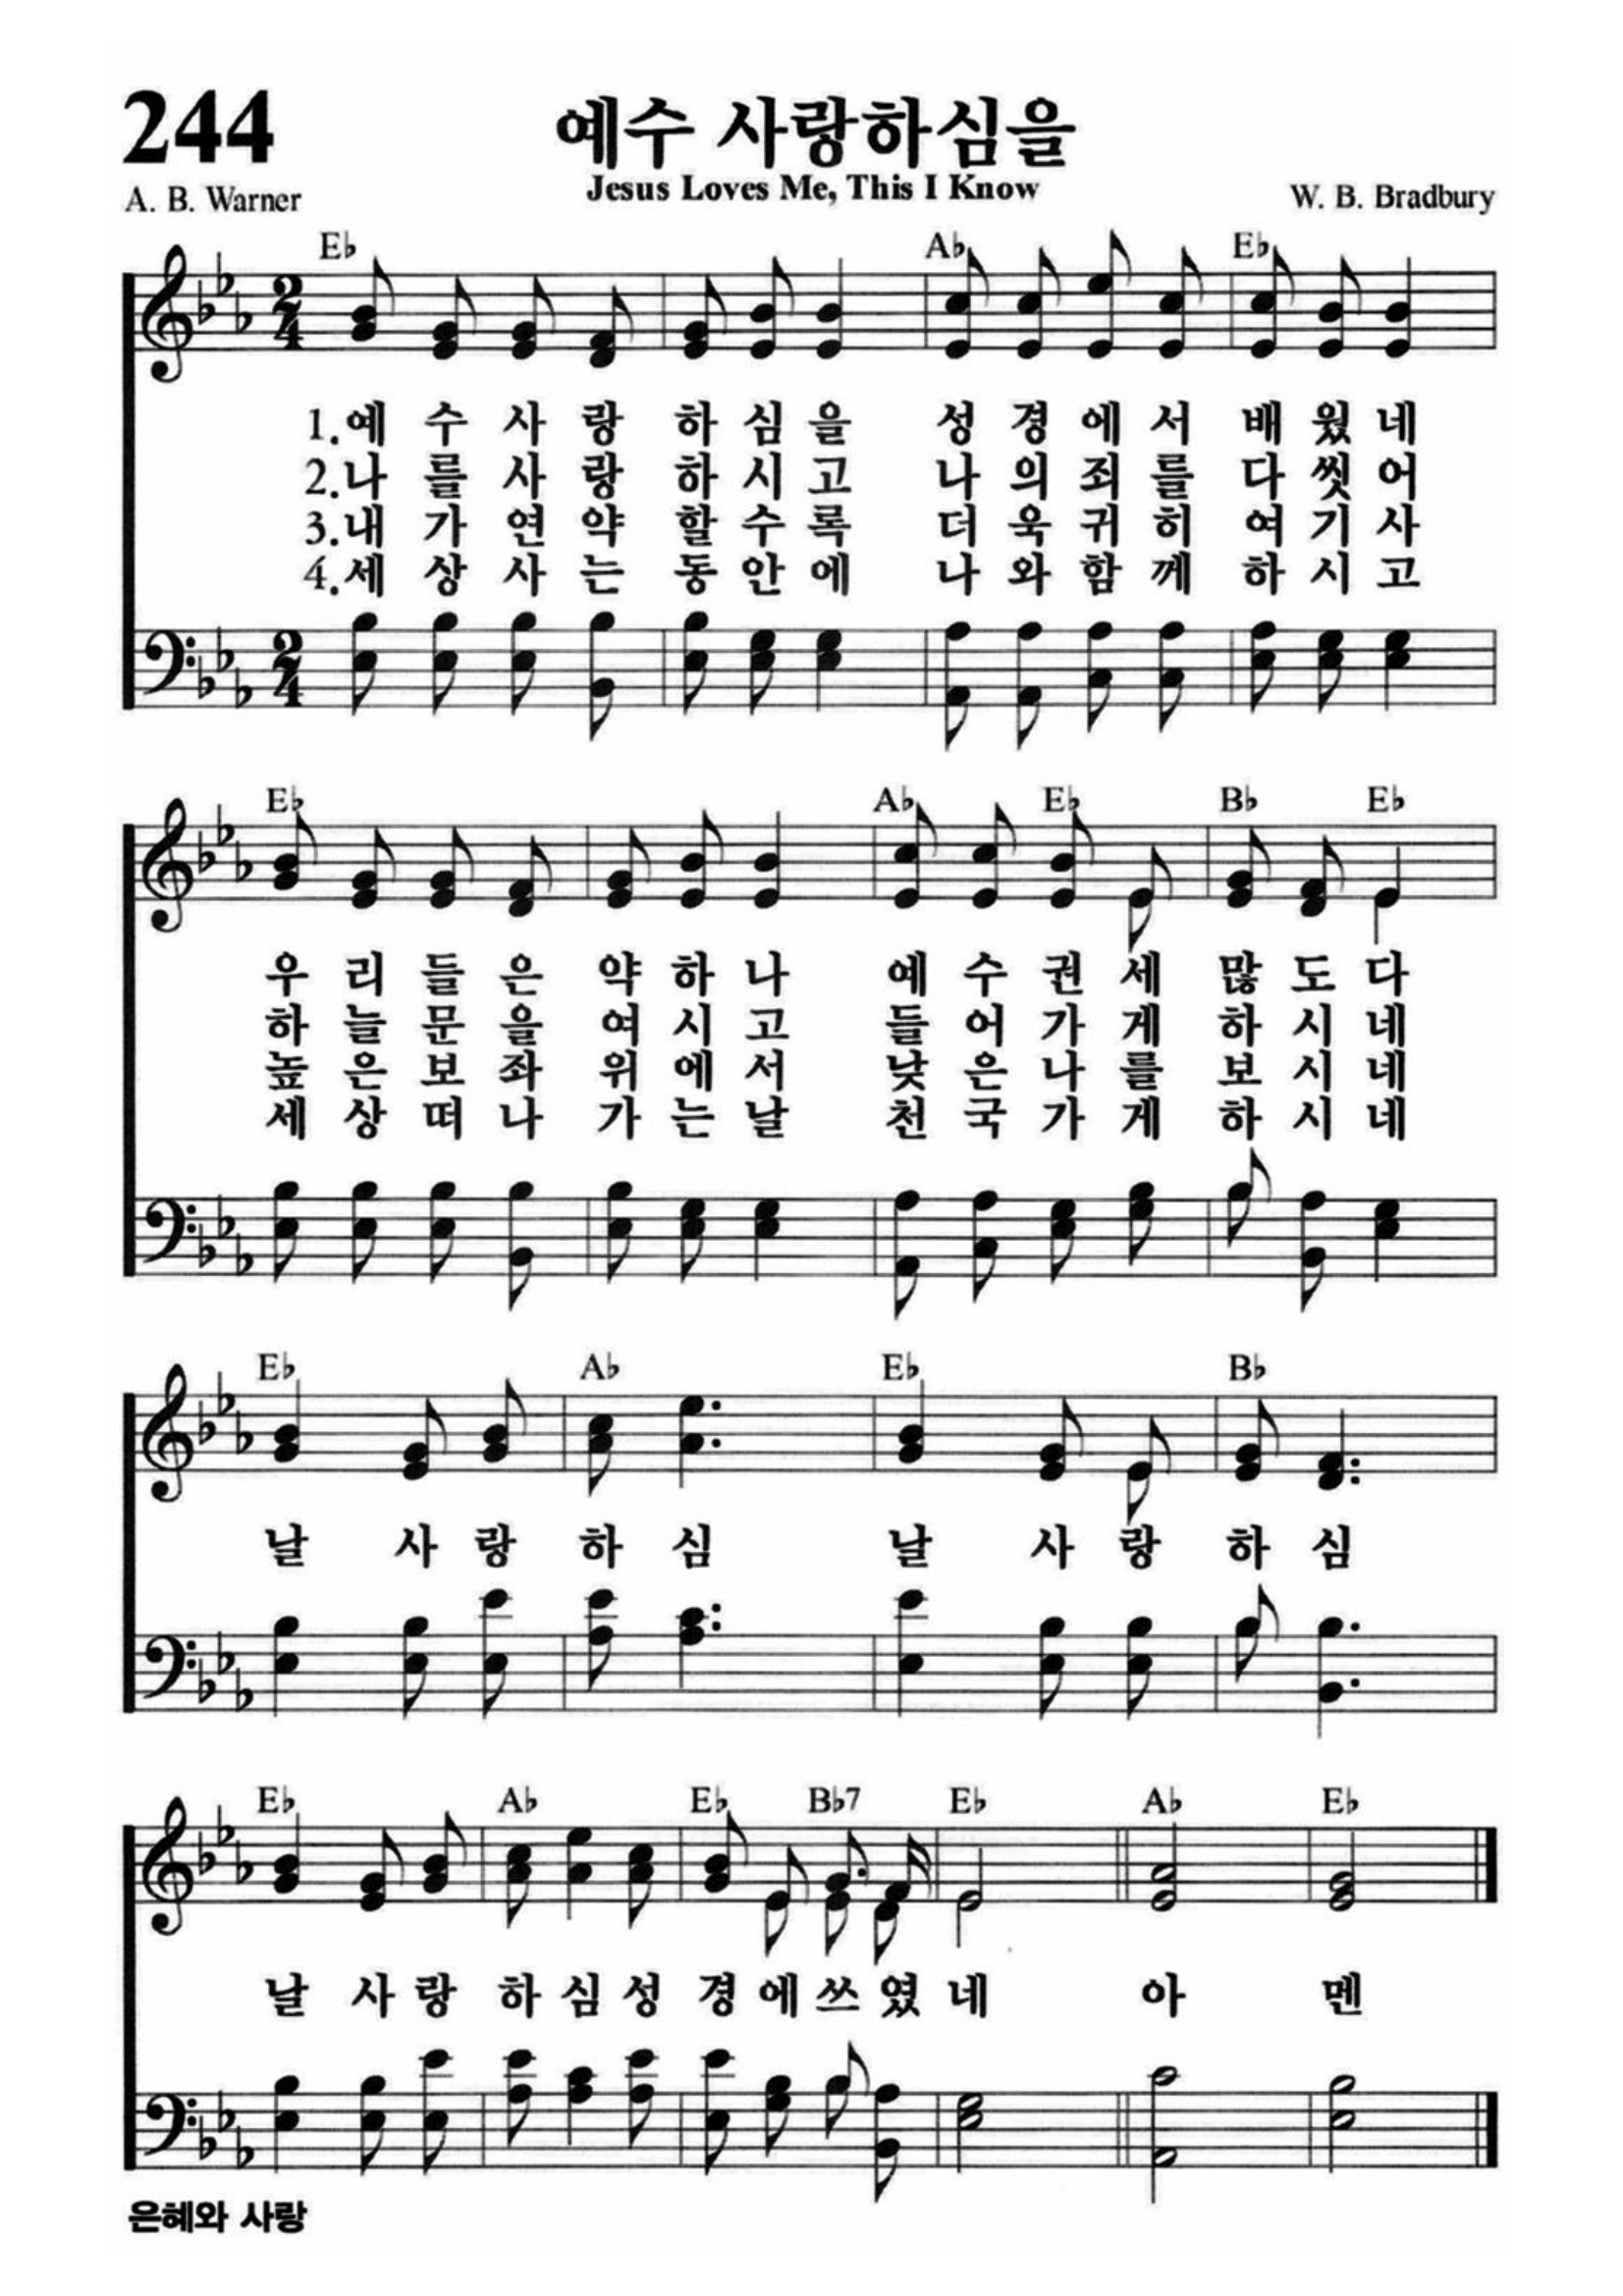 244
예수 사랑하심을
Jesus Loves Me, This I Know
A. B. Warner
W. B. Bradbury
E♭ A♭ E♭
1.예 수 사 랑 하 심 을 성 경 에 서 배 웠 네
2.나 를 사 랑 하 시 고 나 의 죄 를 다 씻 어
3.내 가 연 약 할 수 록 더 욱 귀 히 여 기 사
4.세 상 사 는 동 안 에 나 와 함 께 하 시 고
E♭ A♭ E♭ B♭ E♭
우 리 들 은 약 하 나 예 수 권 세 많 도 다
하 늘 문 을 여 시 고 들 어 가 게 하 시 네
높 은 보 좌 위 에 서 낮 은 나 를 보 시 네
세 상 떠 나 가 는 날 천 국 가 게 하 시 네
E♭ A♭ E♭ B♭
날 사 랑 하 심 날 사 랑 하 심
E♭ A♭ E♭ B♭7 E♭ A♭ E♭
날 사 랑 하 심 성 경 에 쓰 였 네 아 멘
은혜와 사랑